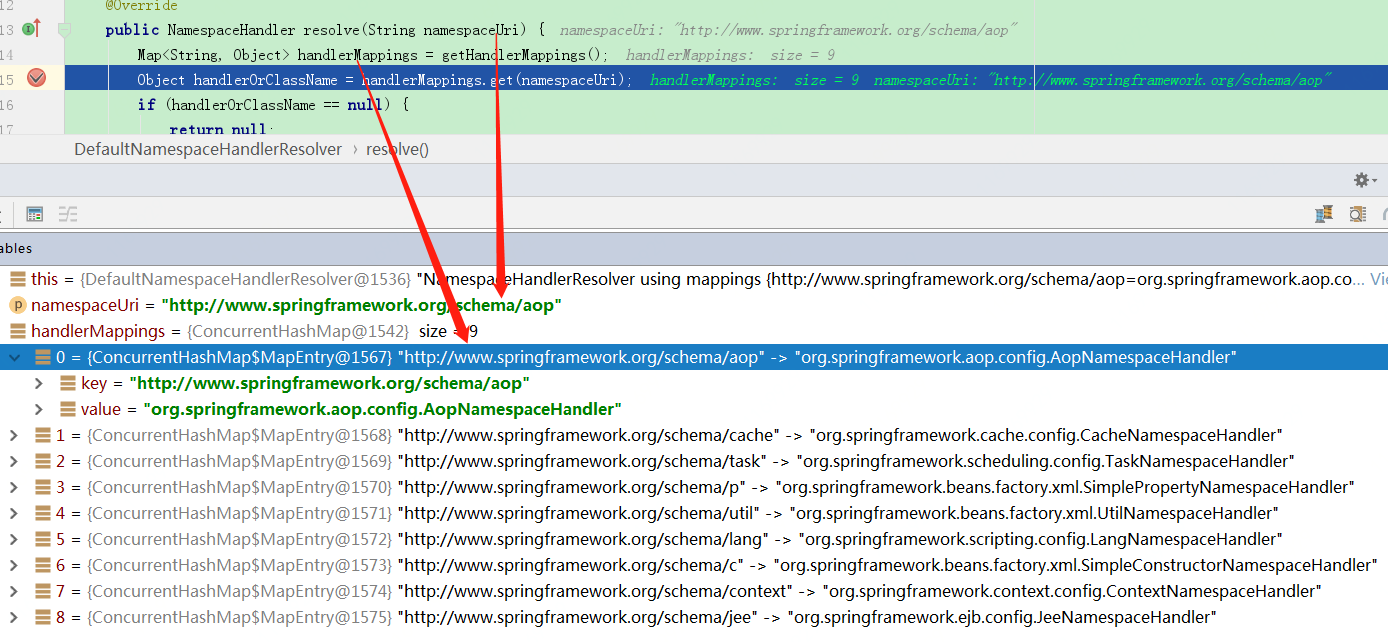 12 @Override
13 public NamespaceHandler resolve(String namespaceUri) { namespaceUri: "http://www.springframework.org/schema/aop"
14 Map<String, Object> handlerMappings = getHandlerMappings(); handlerMappings: size = 9
15 Object handlerOrClassName = handlerMappings.get(namespaceUri); handlerMappings: size = 9 namespaceUri: "http://www.springframework.org/schema/aop"
16 if (handlerOrClassName == null) {
17 return null;
DefaultNamespaceHandlerResolver › resolve()
ables
this = {DefaultNamespaceHandlerResolver@1536} "NamespaceHandlerResolver using mappings {http://www.springframework.org/schema/aop=org.springframework.aop.co... Vie
p namespaceUri = "http://www.springframework.org/schema/aop"
handlerMappings = {ConcurrentHashMap@1542} size = 9
0 = {ConcurrentHashMap$MapEntry@1567} "http://www.springframework.org/schema/aop" -> "org.springframework.aop.config.AopNamespaceHandler"
key = "http://www.springframework.org/schema/aop"
value = "org.springframework.aop.config.AopNamespaceHandler"
1 = {ConcurrentHashMap$MapEntry@1568} "http://www.springframework.org/schema/cache" -> "org.springframework.cache.config.CacheNamespaceHandler"
2 = {ConcurrentHashMap$MapEntry@1569} "http://www.springframework.org/schema/task" -> "org.springframework.scheduling.config.TaskNamespaceHandler"
3 = {ConcurrentHashMap$MapEntry@1570} "http://www.springframework.org/schema/p" -> "org.springframework.beans.factory.xml.SimplePropertyNamespaceHandler"
4 = {ConcurrentHashMap$MapEntry@1571} "http://www.springframework.org/schema/util" -> "org.springframework.beans.factory.xml.UtilNamespaceHandler"
5 = {ConcurrentHashMap$MapEntry@1572} "http://www.springframework.org/schema/lang" -> "org.springframework.scripting.config.LangNamespaceHandler"
6 = {ConcurrentHashMap$MapEntry@1573} "http://www.springframework.org/schema/c" -> "org.springframework.beans.factory.xml.SimpleConstructorNamespaceHandler"
7 = {ConcurrentHashMap$MapEntry@1574} "http://www.springframework.org/schema/context" -> "org.springframework.context.config.ContextNamespaceHandler"
8 = {ConcurrentHashMap$MapEntry@1575} "http://www.springframework.org/schema/jee" -> "org.springframework.ejb.config.JeeNamespaceHandler"